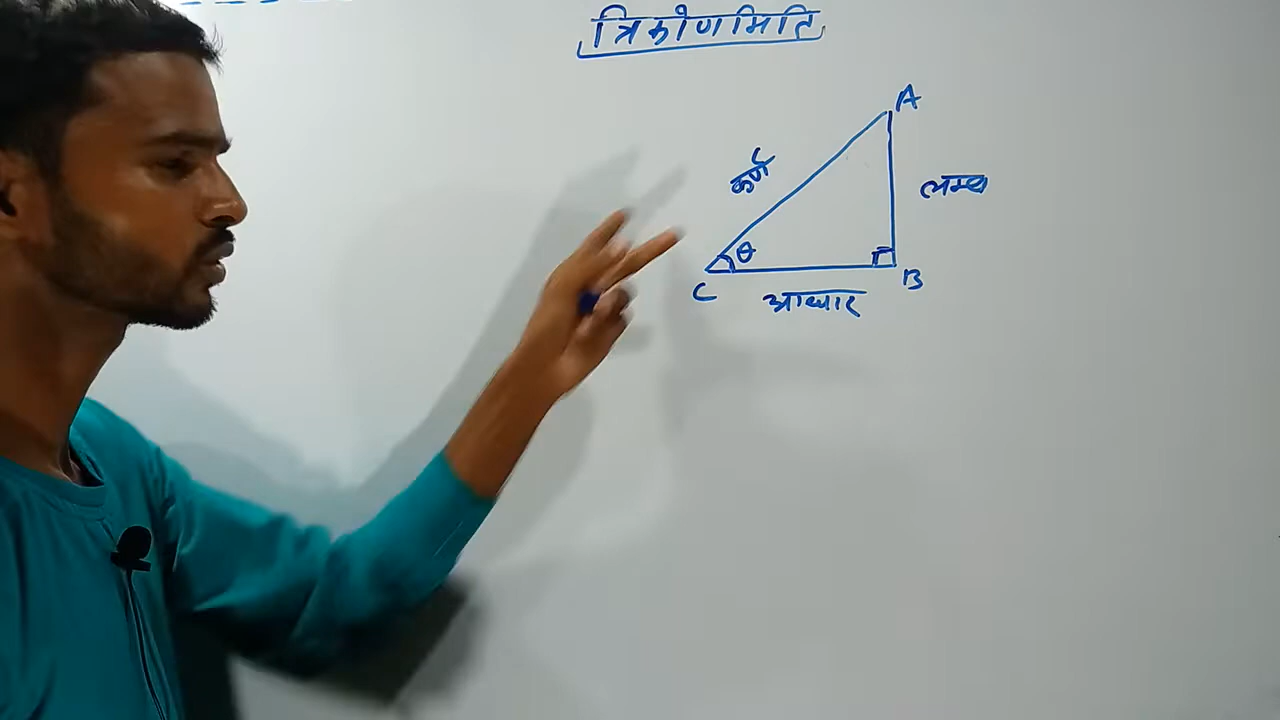 त्रिकोणमिति
A
कर्ण
लम्ब
θ
C
B
आधार